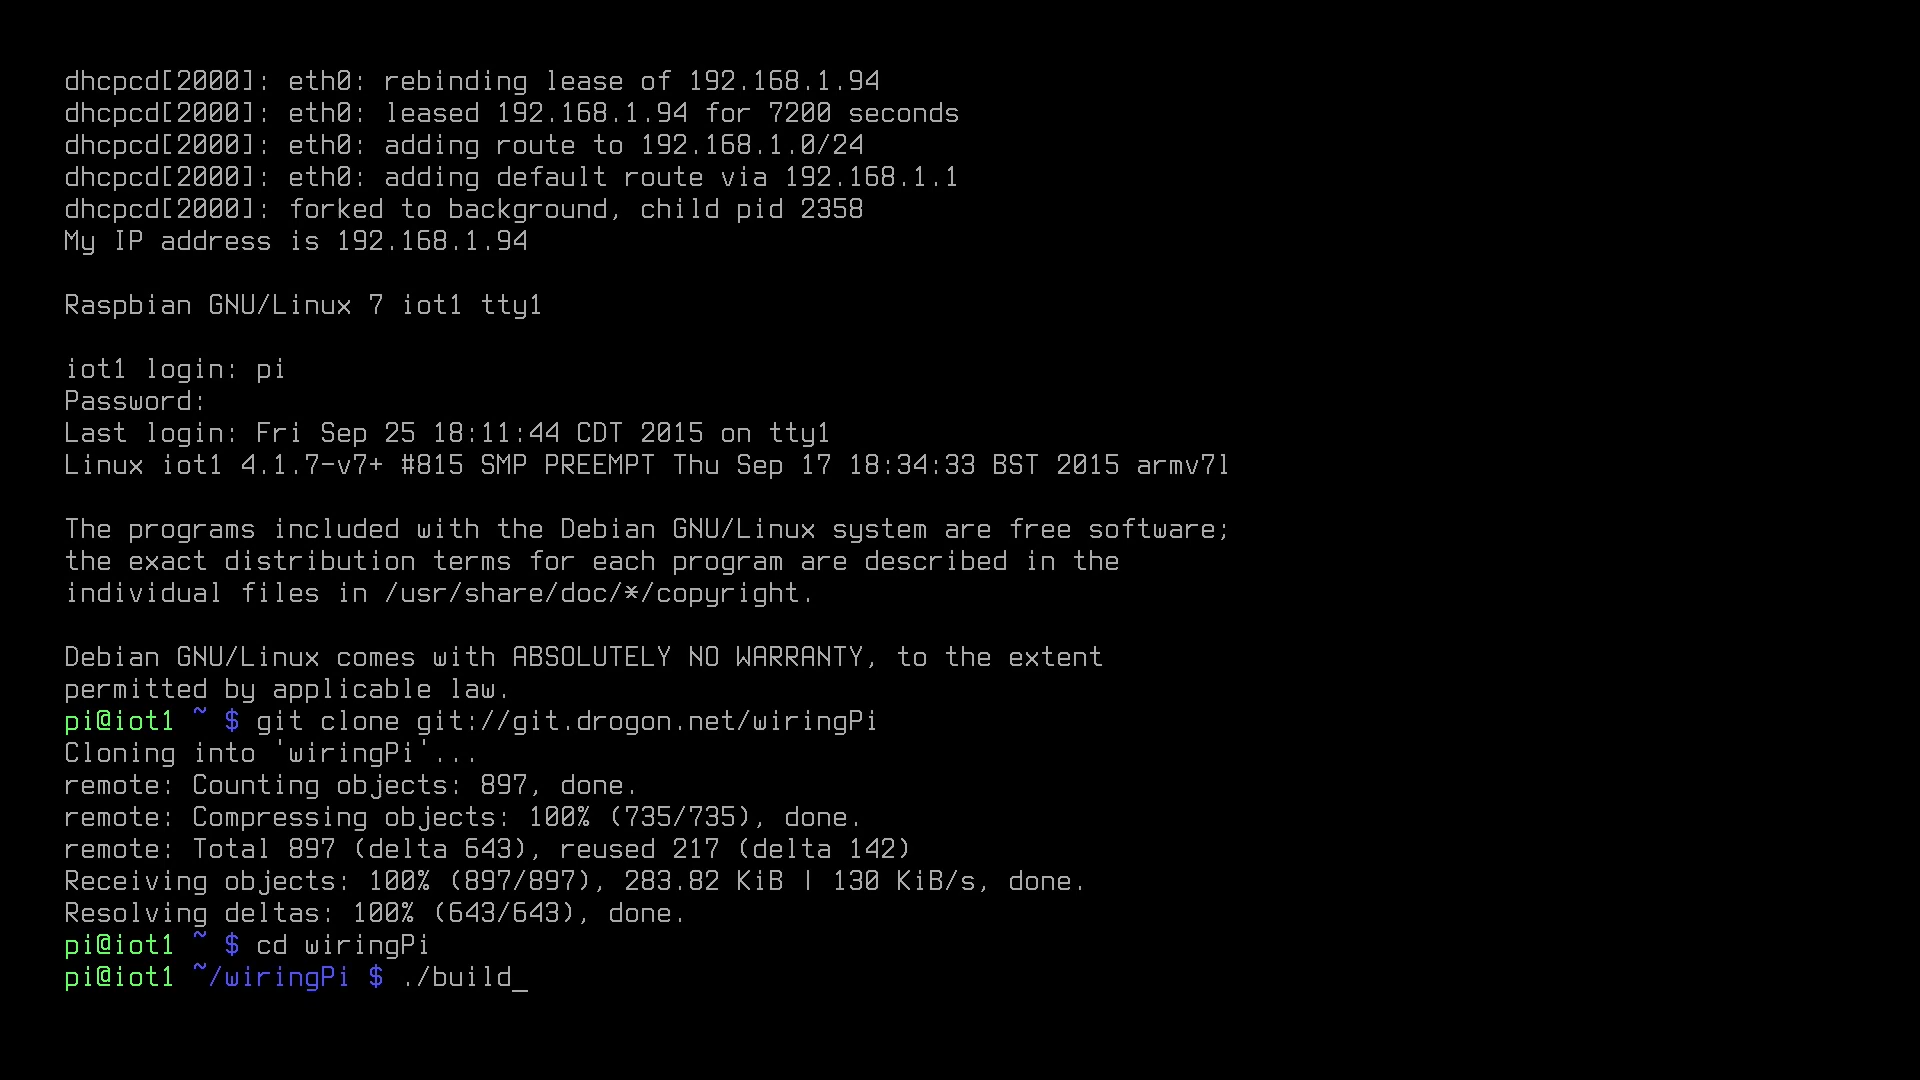 dhcpcd[2000]: eth0: rebinding lease of 192.168.1.94
dhcpcd[2000]: eth0: leased 192.168.1.94 for 7200 seconds
dhcpcd[2000]: eth0: adding route to 192.168.1.0/24
dhcpcd[2000]: eth0: adding default route via 192.168.1.1
dhcpcd[2000]: forked to background, child pid 2358
My IP address is 192.168.1.94
Raspbian GNU/Linux 7 iot1 tty1
iot1 login: pi
Password:
Last login: Fri Sep 25 18:11:44 CDT 2015 on tty1
Linux iot1 4.1.7-v7+ #815 SMP PREEMPT Thu Sep 17 18:34:33 BST 2015 armv7l
The programs included with the Debian GNU/Linux system are free software;
the exact distribution terms for each program are described in the
individual files in /usr/share/doc/*/copyright.
Debian GNU/Linux comes with ABSOLUTELY NO WARRANTY, to the extent
permitted by applicable law.
pi@iot1 ~ $ git clone git://git.drogon.net/wiringPi
Cloning into 'wiringPi'...
remote: Counting objects: 897, done.
remote: Compressing objects: 100% (735/735), done.
remote: Total 897 (delta 643), reused 217 (delta 142)
Receiving objects: 100% (897/897), 283.82 KiB | 130 KiB/s, done.
Resolving deltas: 100% (643/643), done.
pi@iot1 ~ $ cd wiringPi
pi@iot1 ~/wiringPi $ ./build_